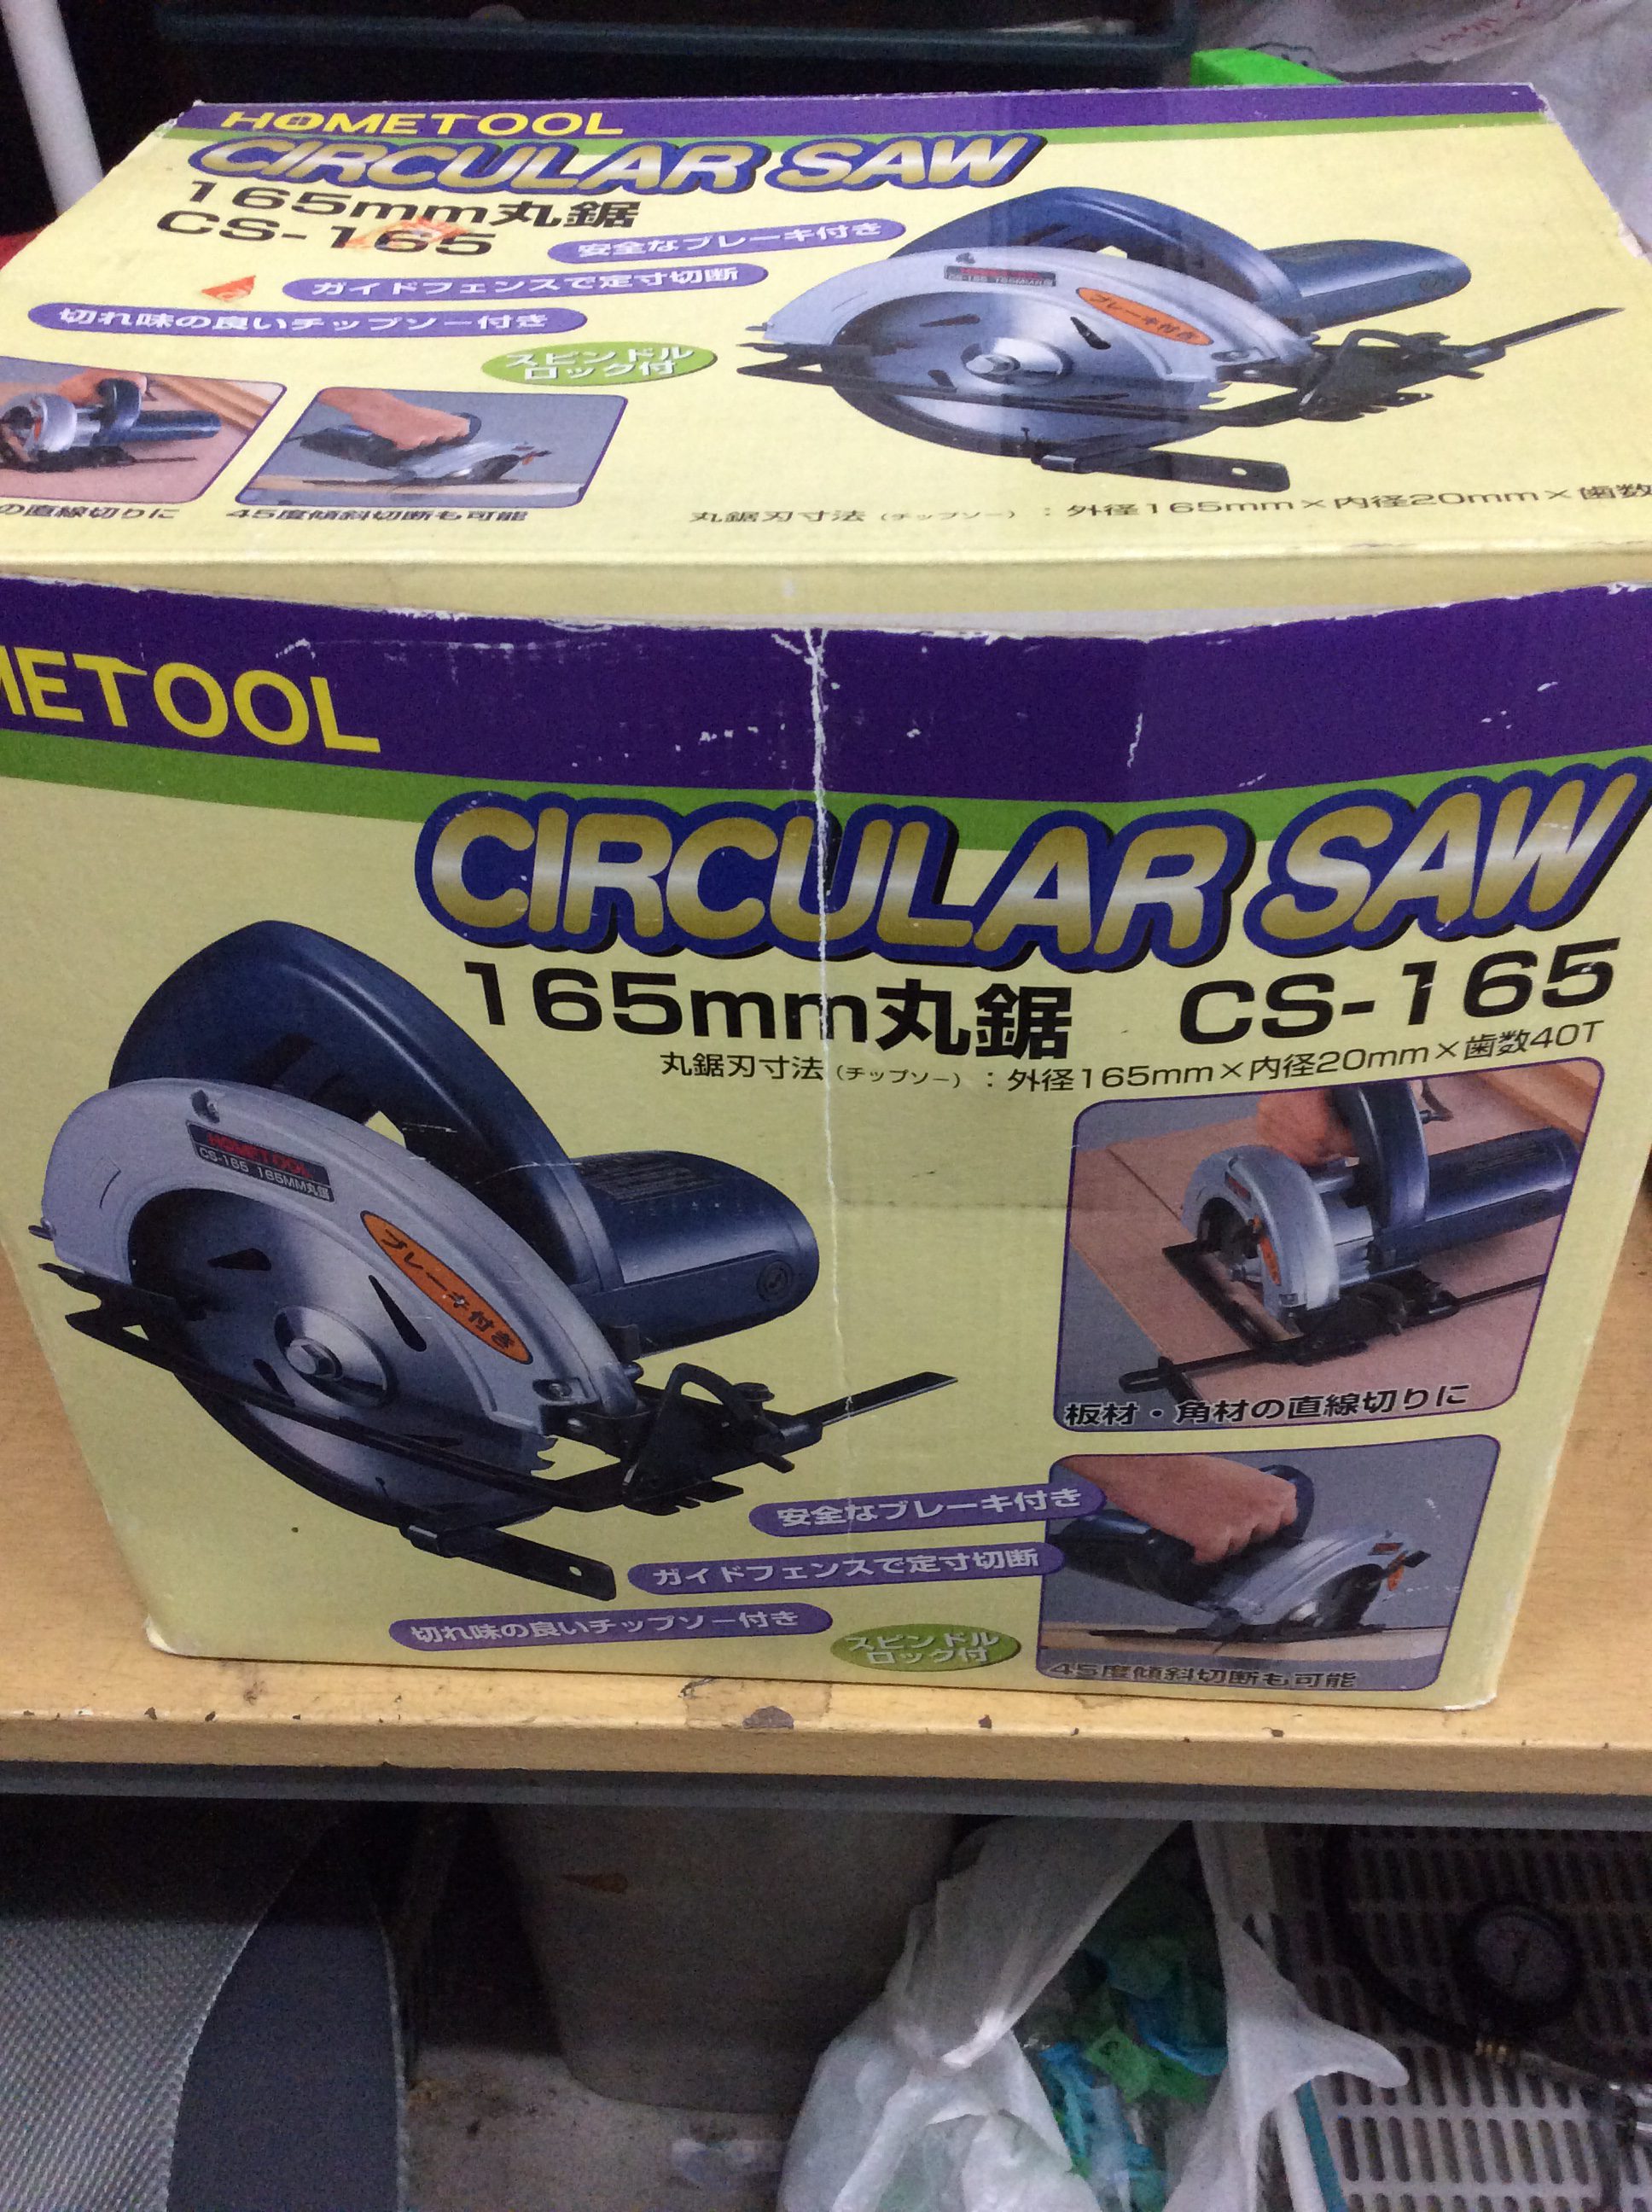 HOMETOOL
CIRCULAR SAW
165mm丸鋸
CS-165
安全なブレーキ付き
ガイドフェンスで定寸切断
切れ味の良いチップソー付き
スピンドル
ロック付
ブレーキ付き
の直線切りに
45度傾斜切断も可能
丸鋸刃寸法（チップソー）：外径165mm×内径20mm×歯数
METOOL
CIRCULAR SAW
165mm丸鋸 CS-165
丸鋸刃寸法（チップソー）：外径165mm×内径20mm×歯数40T
HOMETOOL
CS-165 165MM丸鋸
ブレーキ付き
板材・角材の直線切りに
安全なブレーキ付き
ガイドフェンスで定寸切断
切れ味の良いチップソー付き
スピンドル
ロック付
45度傾斜切断も可能